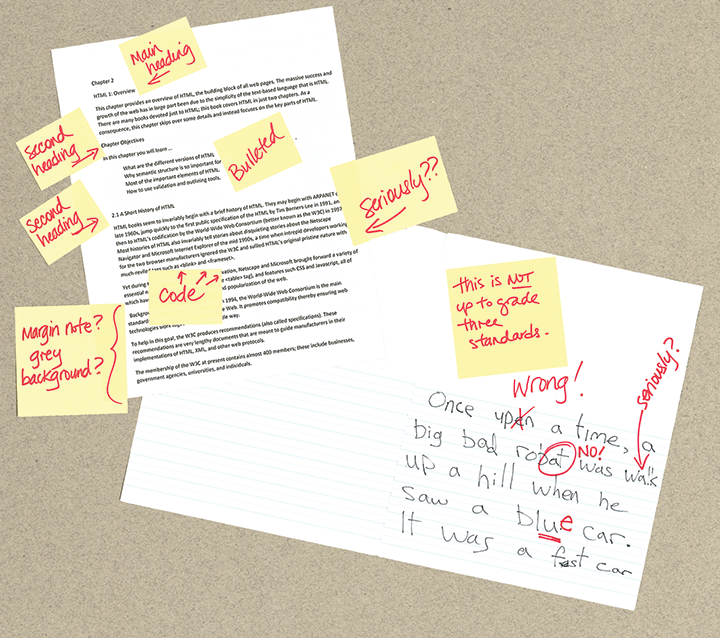 Main
heading
Chapter 2
HTML 1: Overview
This chapter provides an overview of HTML, the building block of all web pages. The massive success and
growth of the web has in large part been due to the simplicity of the text-based language that is HTML.
There are many books devoted just to HTML; this book covers HTML in just two chapters. As a
consequence, this chapter skips over some details and instead focuses on the key parts of HTML.
second
heading
Chapter Objectives
In this chapter you will learn ...
What are the different versions of HTML
Why semantic structure is so important for
Most of the important elements of HTML
How to use validation and outlining tools.
Bulleted
second
heading
2.1 A Short History of HTML
HTML books seem to invariably begin with a brief history of HTML. They may begin with ARPANET
late 1960s, jump quickly to the first public specification of the HTML by Tim Berners-Lee in 1991, an
then to HTML's codification by the World-Wide Web Consortium (better known as the W3C) in 1997
Most histories of HTML also invariably tell stories about disquieting stories about the Netscape
Navigator and Microsoft Internet Explorer of the mid 1990s, a time when intrepid developers working
for the two browser manufacturers ignored the W3C and sullied HTML's original pristine nature with
much-reviled tags such as <blink> and <frameset>.
seriously??
Yet during
vation, Netscape and Microsoft brought forward a variety of
essential
<table> tag), and features such CSS and JavaScript, all of
which have
popularization of the web.
code
Background
1994, the World-Wide Web Consortium is the main
standards
Web. It promotes compatibility thereby ensuring web
technologies work
way.
To help in this goal, the W3C produces recommendations (also called specifications). These
recommendations are very lengthy documents that are meant to guide manufacturers in their
implementations of HTML, XML, and other web protocols.
The membership of the W3C at present contains almost 400 members; these include businesses,
government agencies, universities, and individuals.
Margin note?
grey
background?
this is NOT
up to grade
three
standards.
Wrong!
seriously?
Once upen a time, a
big bad robat was walk
NO!
up a hill when he
saw a blue car.
It was a fast car